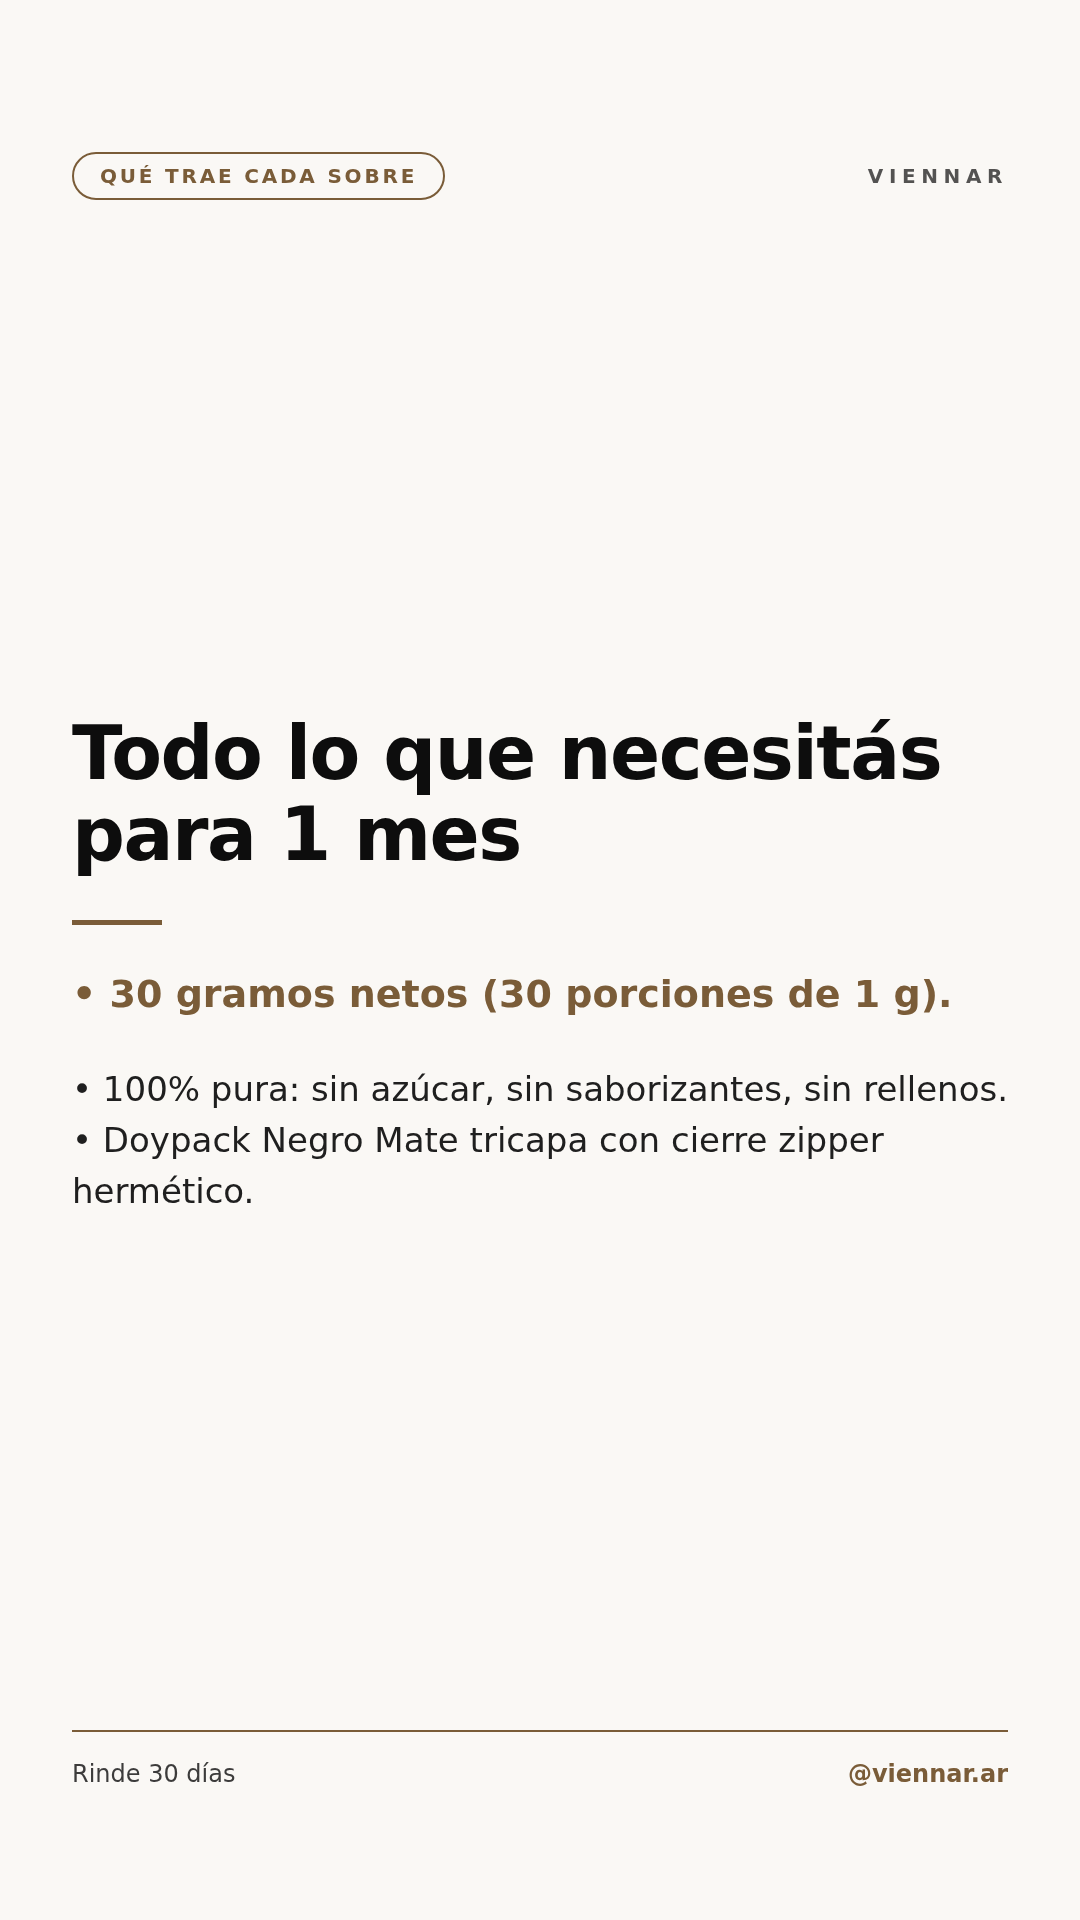 QUÉ TRAE CADA SOBRE
VIENNAR
Todo lo que necesitás
para 1 mes
• 30 gramos netos (30 porciones de 1 g).
• 100% pura: sin azúcar, sin saborizantes, sin rellenos.
• Doypack Negro Mate tricapa con cierre zipper
hermético.
Rinde 30 días
@viennar.ar